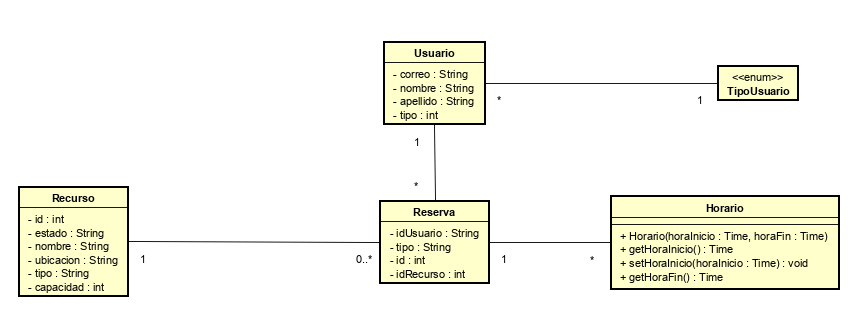 Usuario
- correo : String
- nombre : String
- apellido : String
- tipo : int
<<enum>>
TipoUsuario
*
1
1
*
Recurso
- id : int
- estado : String
- nombre : String
- ubicacion : String
- tipo : String
- capacidad : int
1
0..*
Reserva
- idUsuario : String
- tipo : String
- id : int
- idRecurso : int
1
*
Horario
+ Horario(horaInicio : Time, horaFin : Time)
+ getHoraInicio() : Time
+ setHoraInicio(horaInicio : Time) : void
+ getHoraFin() : Time